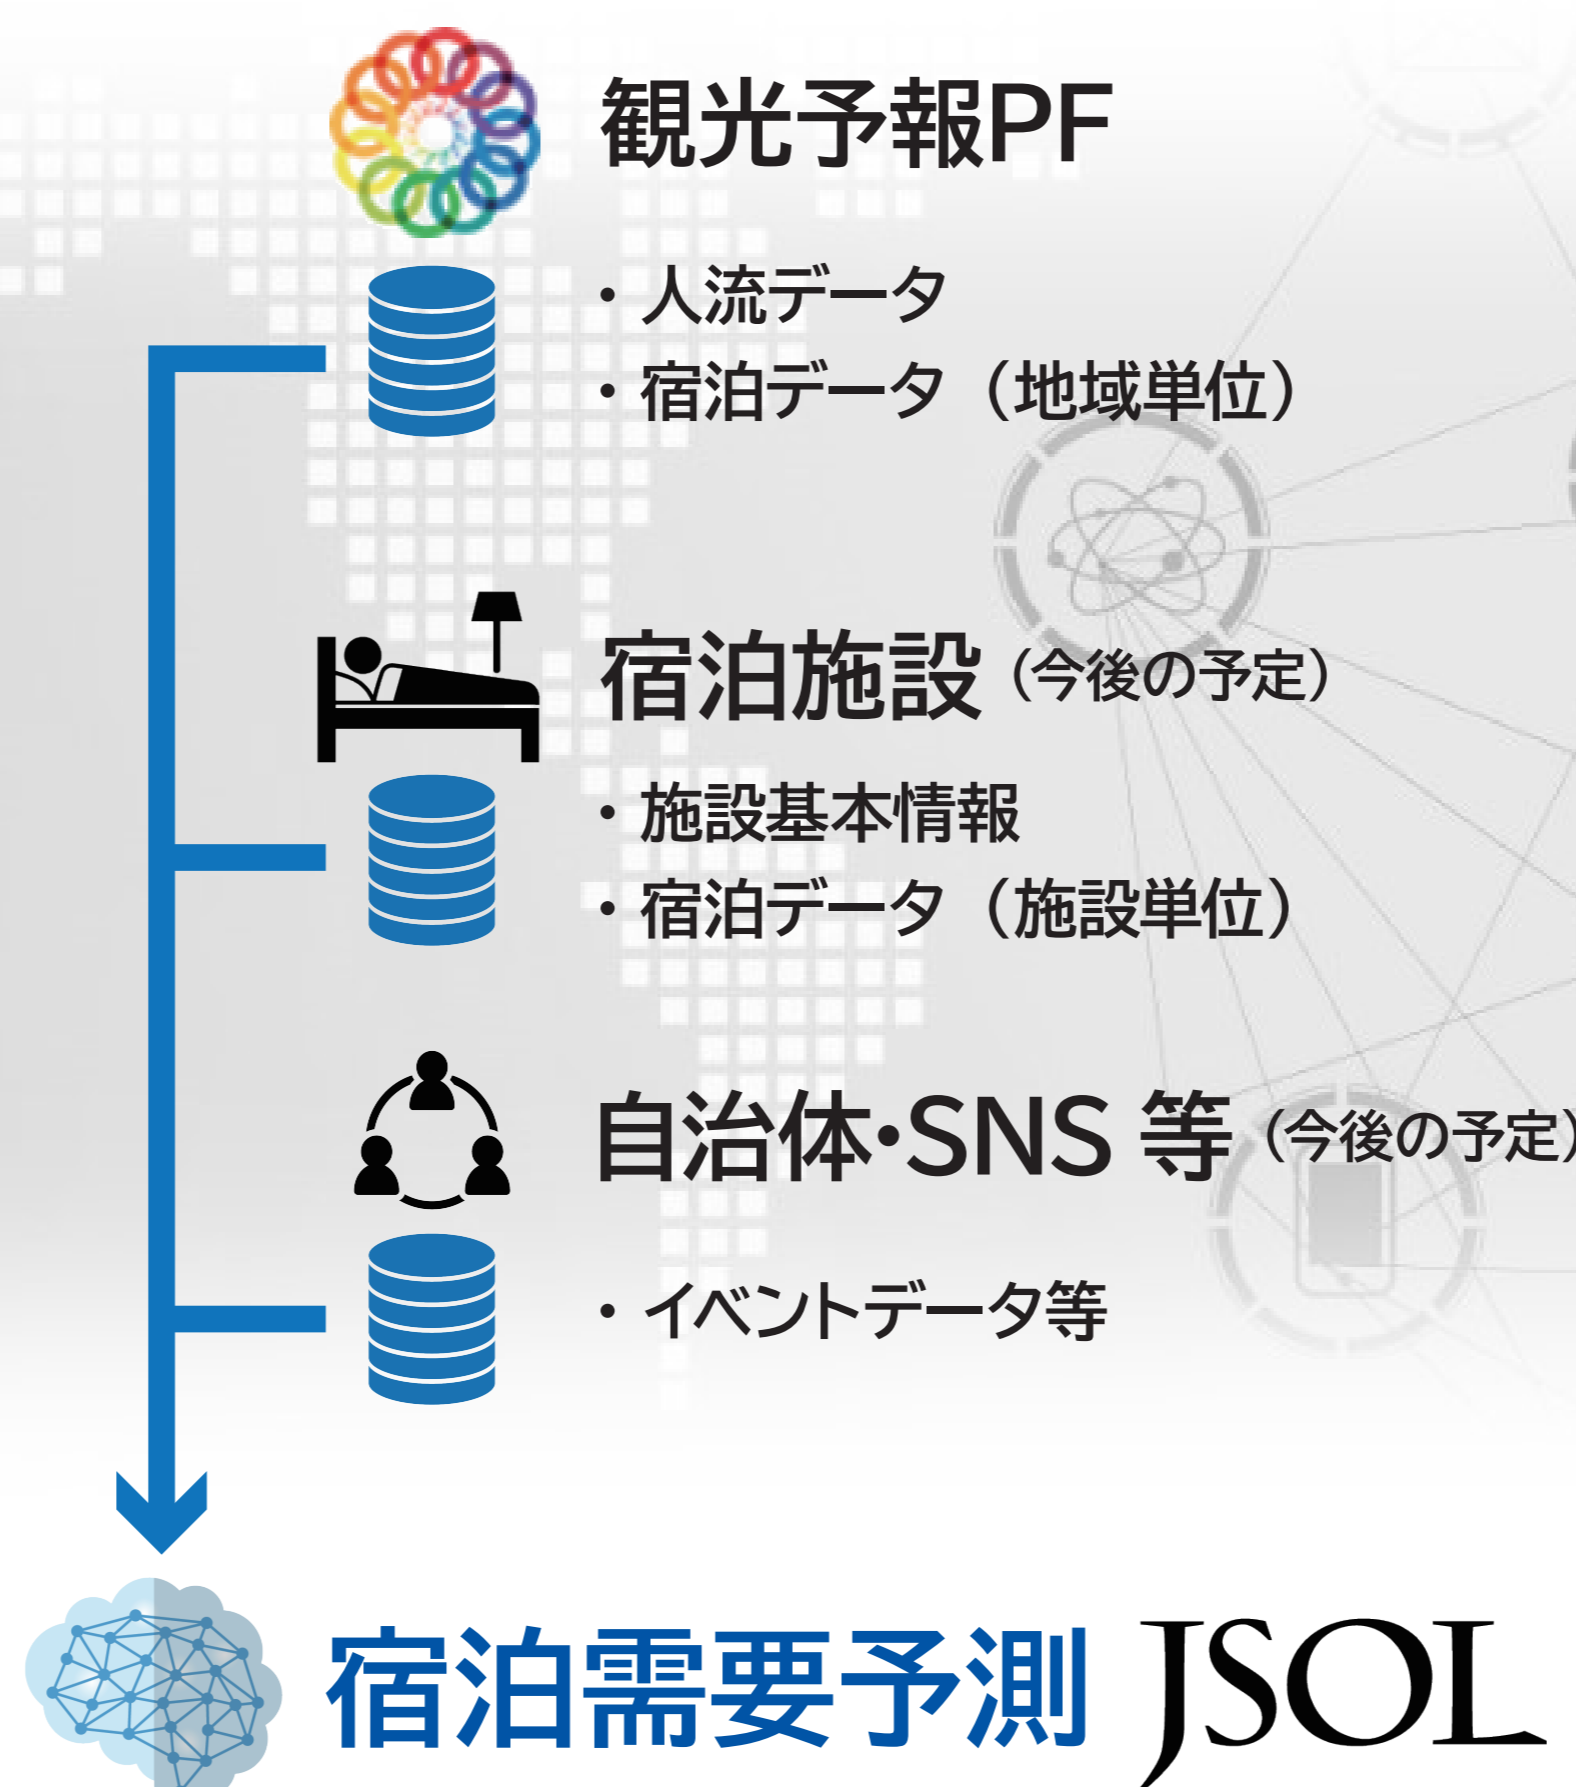 観光予報PF
・人流データ
・宿泊データ（地域単位）
宿泊施設（今後の予定）
・施設基本情報
・宿泊データ（施設単位）
自治体・SNS 等（今後の予定）
・イベントデータ等
宿泊需要予測 JSOL